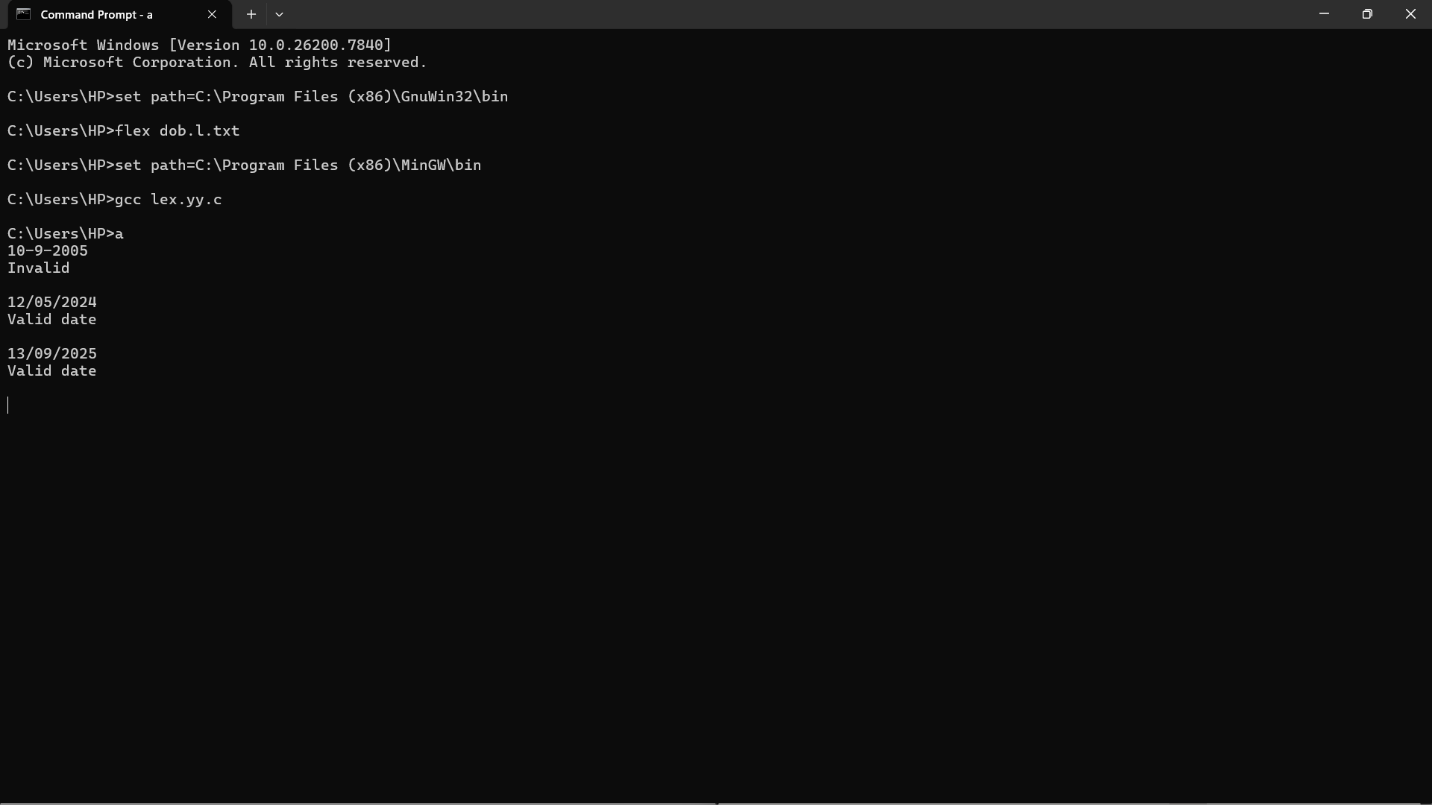 Command Prompt - a
Microsoft Windows [Version 10.0.26200.7840]
(c) Microsoft Corporation. All rights reserved.
C:\Users\HP>set path=C:\Program Files (x86)\GnuWin32\bin
C:\Users\HP>flex dob.l.txt
C:\Users\HP>set path=C:\Program Files (x86)\MinGW\bin
C:\Users\HP>gcc lex.yy.c
C:\Users\HP>a
10-9-2005
Invalid
12/05/2024
Valid date
13/09/2025
Valid date